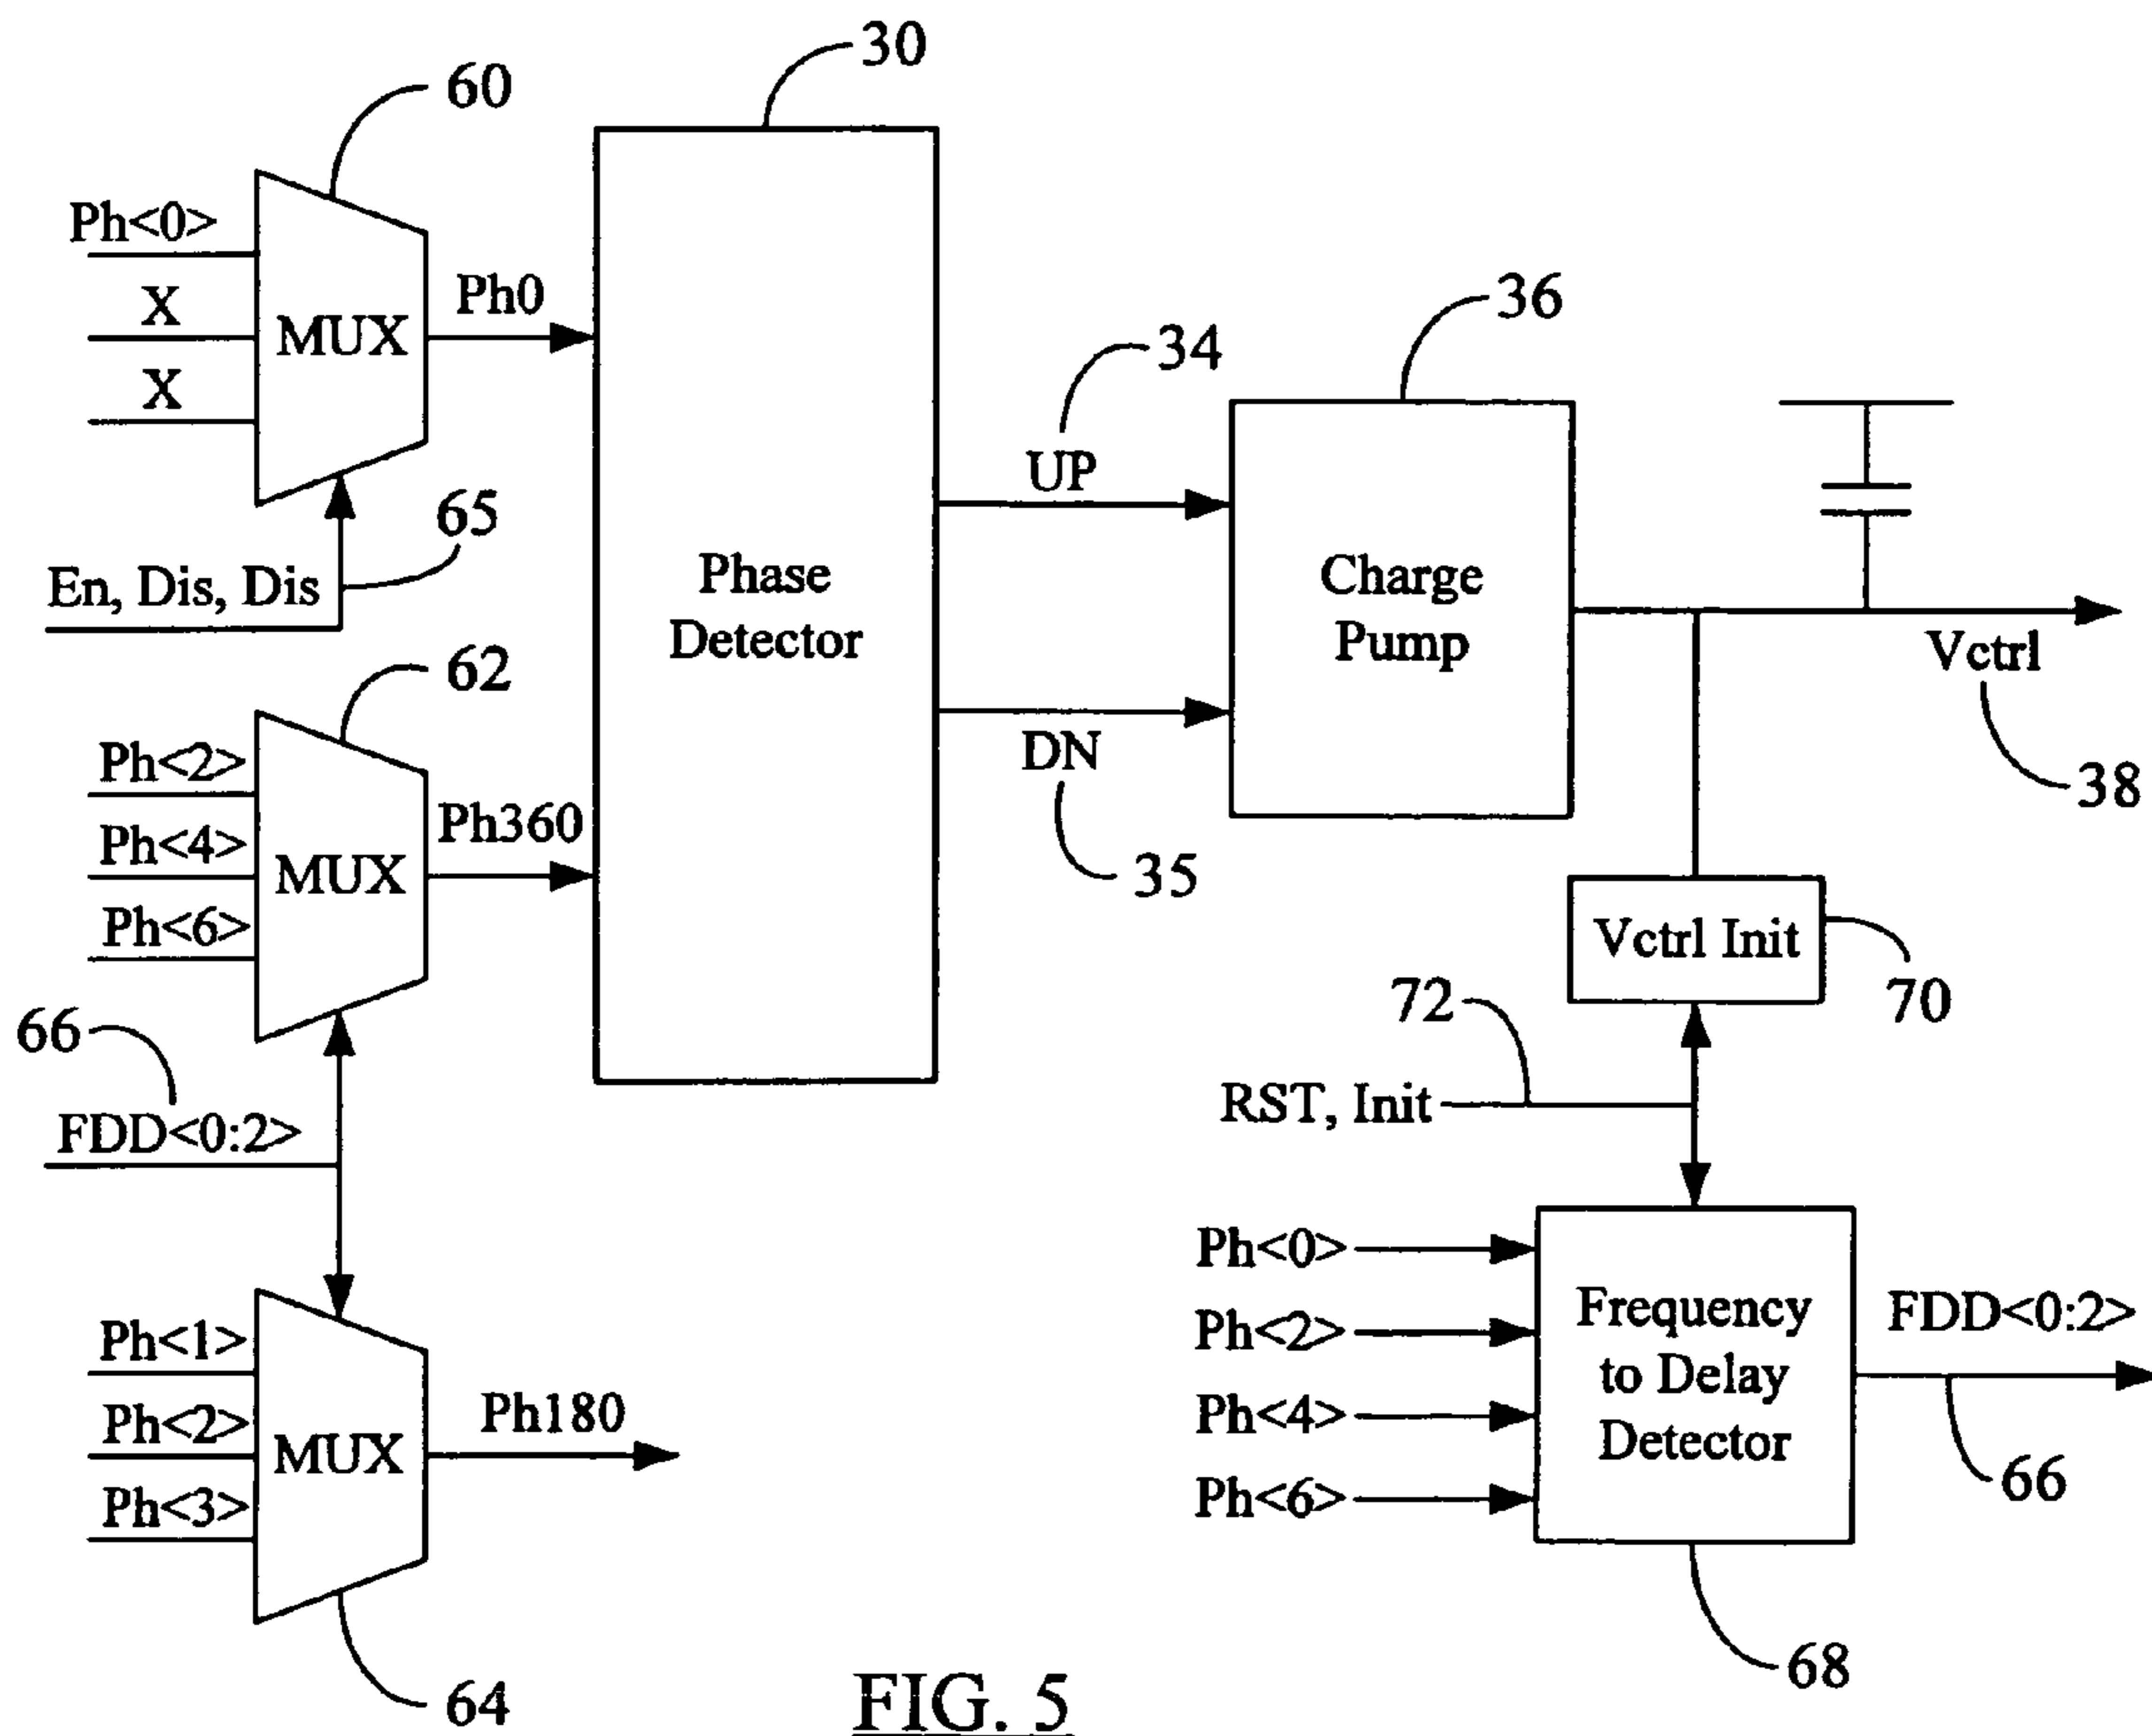 30
60
Ph<0>
X
X
MUX
Ph0
36
34
UP
65
En, Dis, Dis
Phase
Detector
Charge
Pump
Vctrl
38
62
Ph<2>
Ph<4>
Ph<6>
MUX
Ph360
DN
35
Vctrl Init
70
72
RST, Init
66
FDD<0:2>
Ph<1>
Ph<2>
Ph<3>
MUX
Ph180
64
Ph<0>
Ph<2>
Ph<4>
Ph<6>
Frequency
to Delay
Detector
FDD<0:2>
66
68
FIG. 5